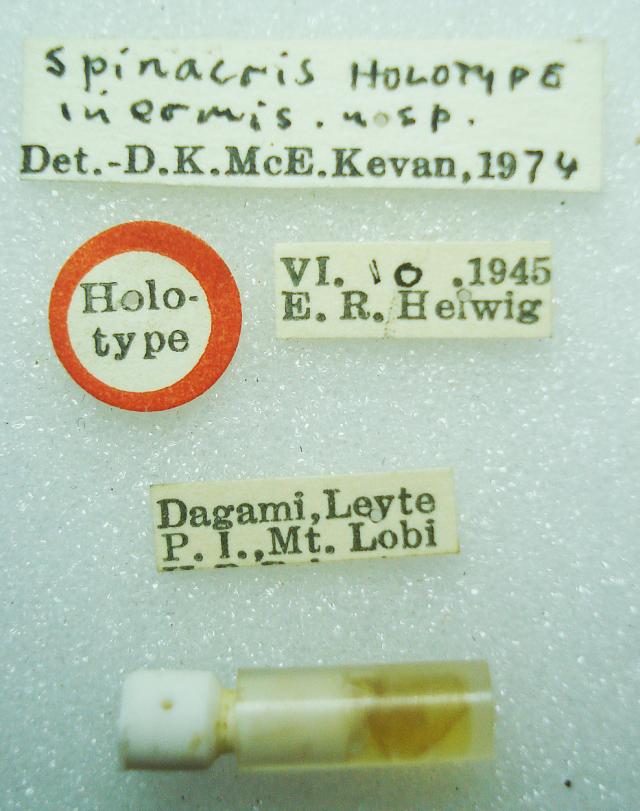 Spinacris HOLOTYPE
inermis. n. sp.
Det.-D.K.McE.Kevan,1974
Holo-
type
VI. 10 .1945
E. R. Helwig
Dagami,Leyte
P. I.,Mt. Lobi